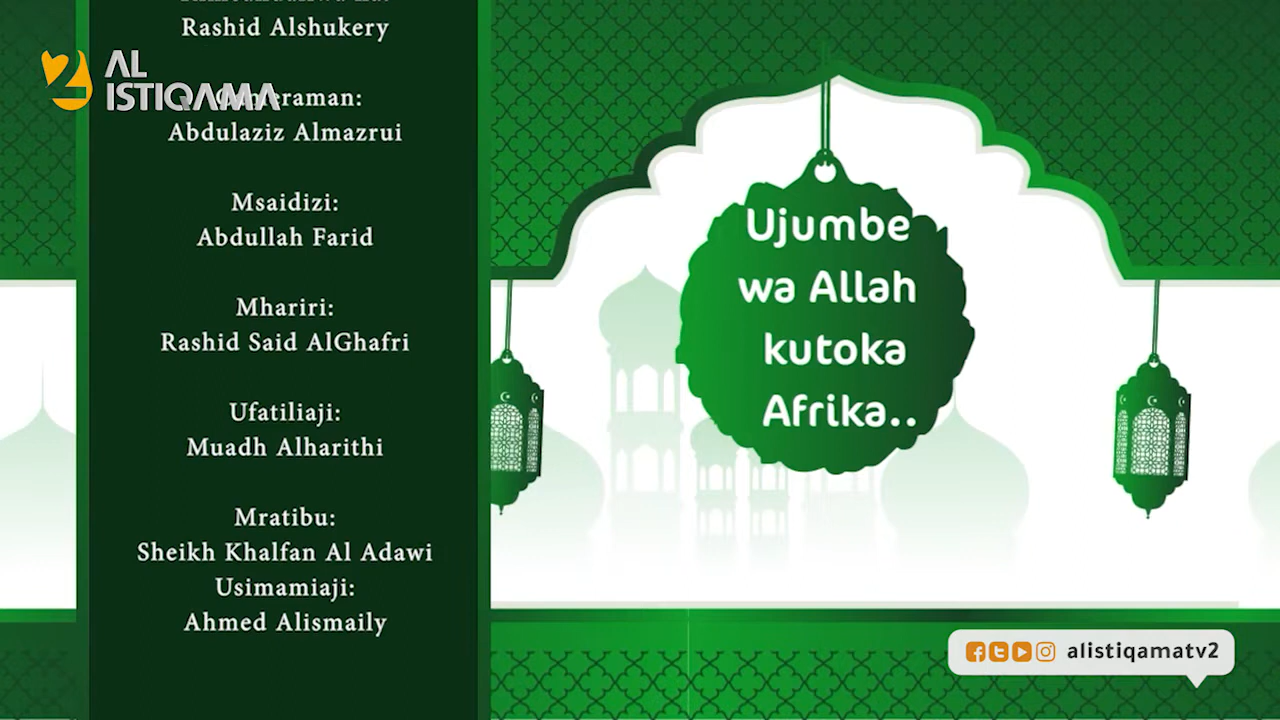 2 AL
ISTIQAMA
Rashid Alshukery
Abdulaziz Almazrui
Msaidizi:
Abdullah Farid
Mhariri:
Rashid Said AlGhafri
Ufatiliaji:
Muadh Alharithi
Mratibu:
Sheikh Khalfan Al Adawi
Usimamiaji:
Ahmed Alismaily
Ujumbe
wa Allah
kutoka
Afrika..
alistiqamatv2